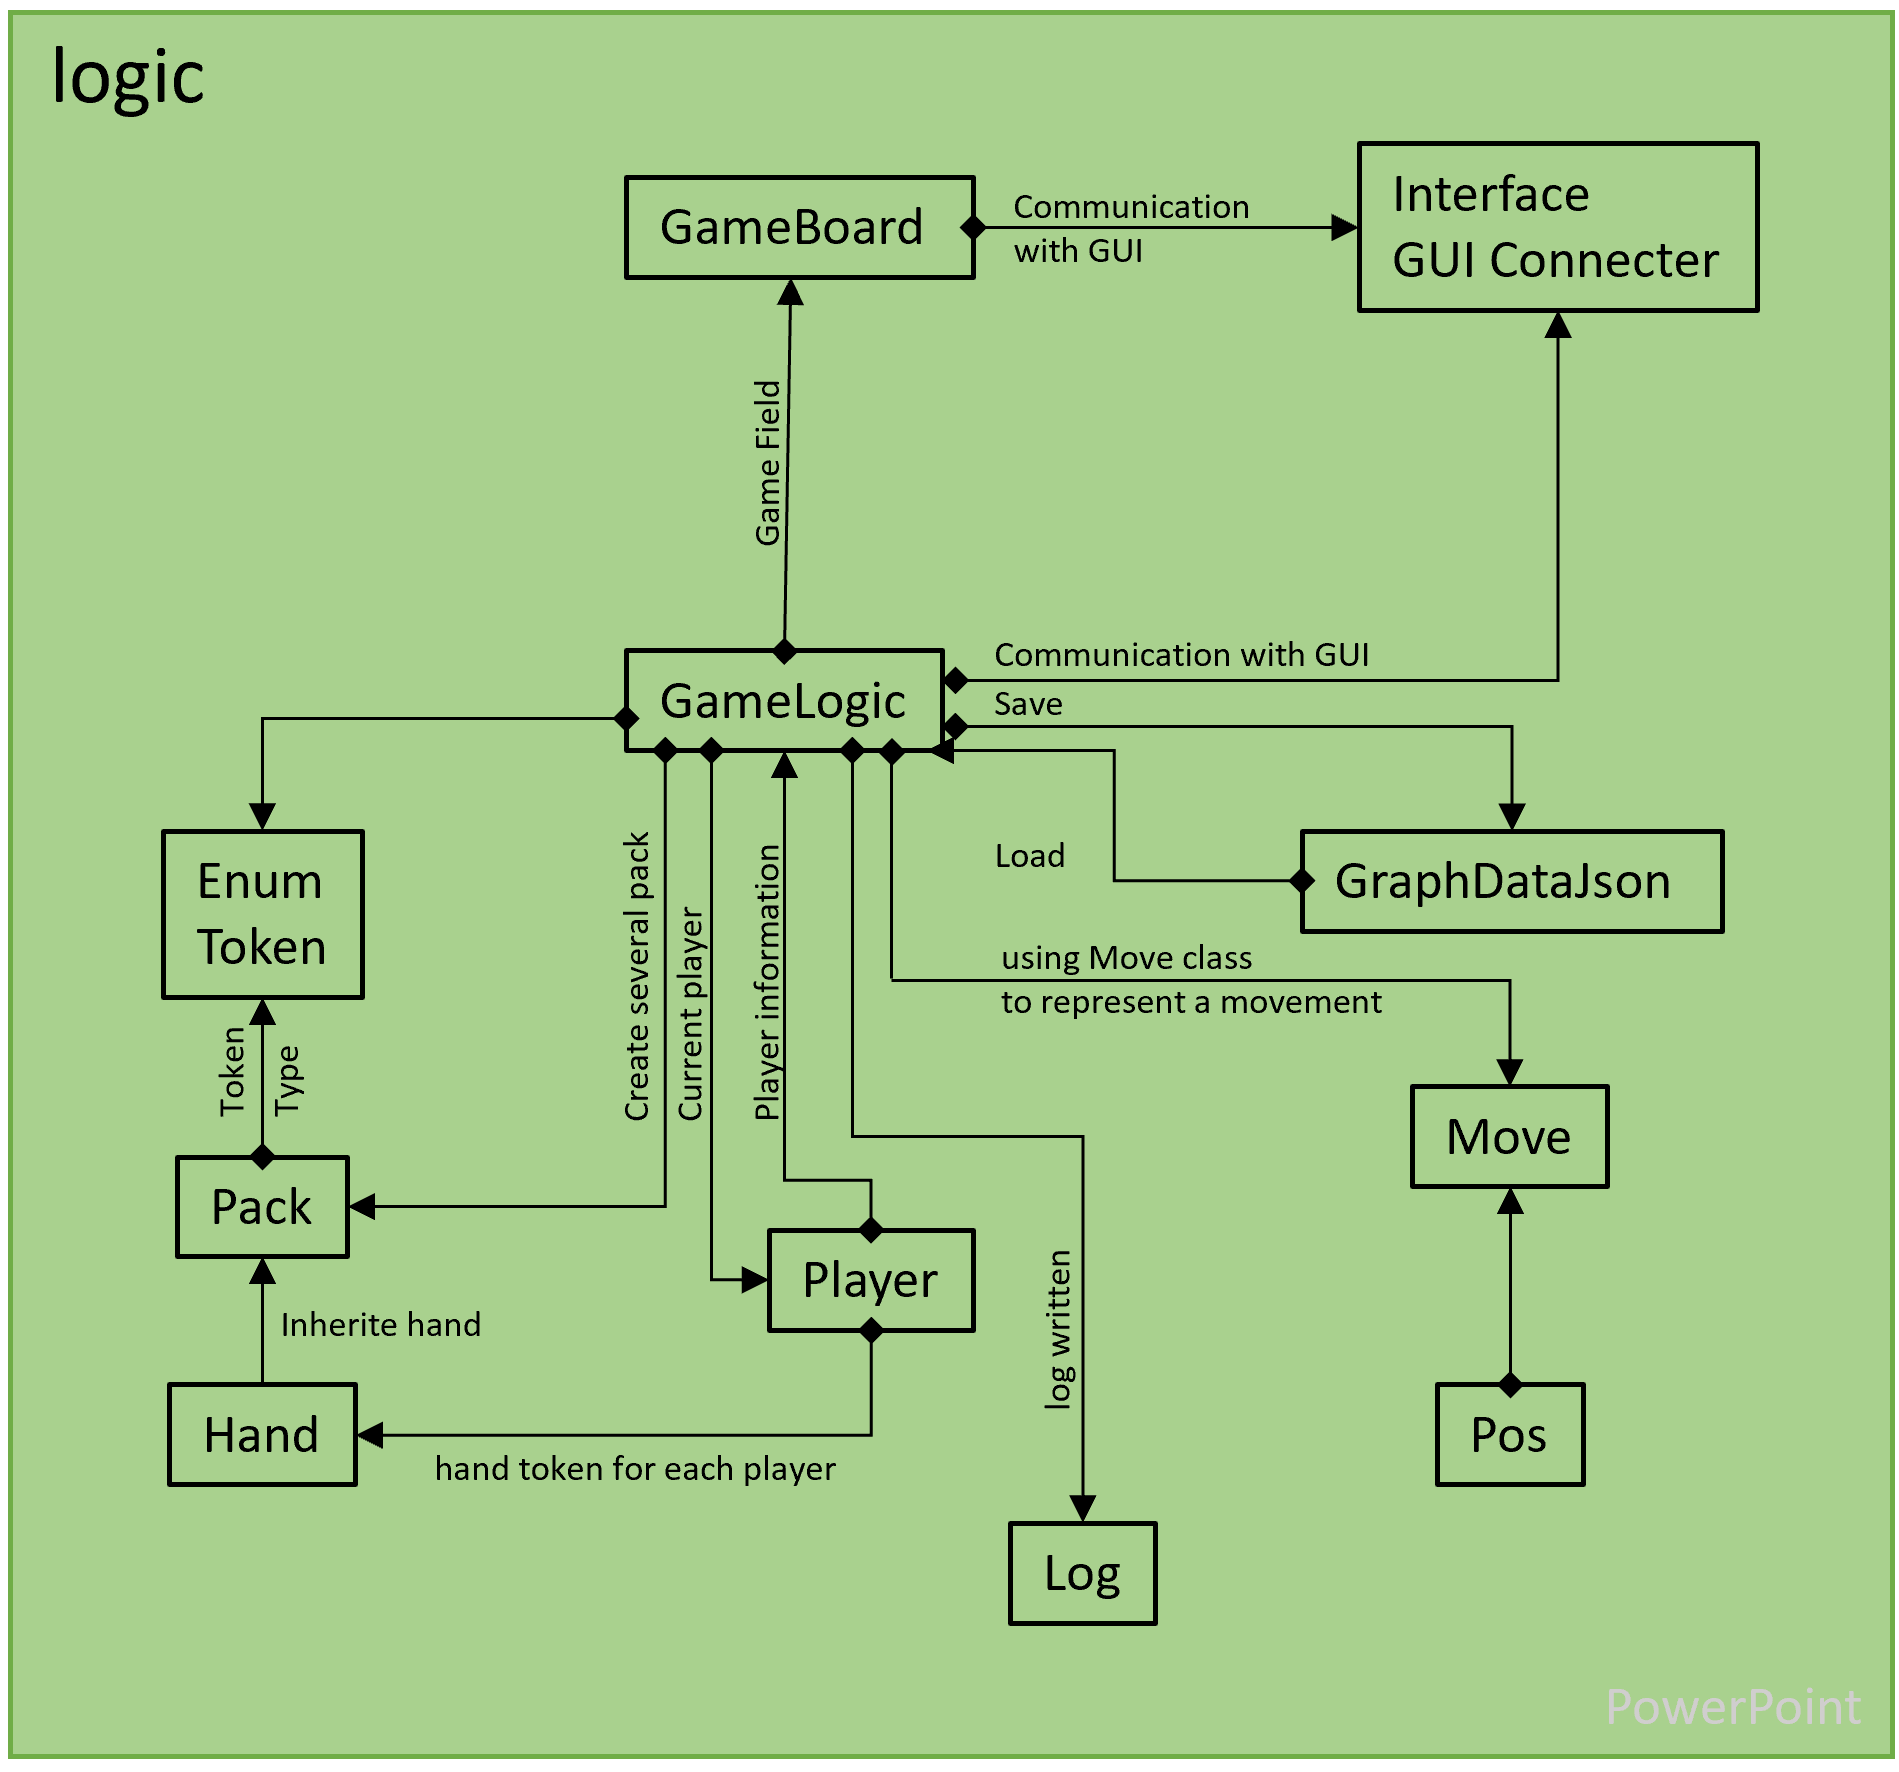 logic
GameBoard
Communication
with GUI
Interface
GUI Connecter
Game Field
GameLogic
Communication with GUI
Save
Load
Enum
Token
GraphDataJson
Create several pack
Current player
Player information
using Move class
to represent a movement
Token
Type
Move
Pack
Player
Inherite hand
log written
Hand
hand token for each player
Pos
Log
PowerPoint